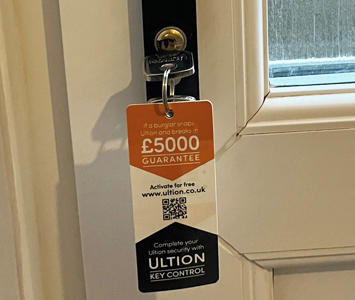 If a burglar snaps
Ultion and breaks in
£5000
GUARANTEE
Activate for free
www.ultion.co.uk
Complete your
Ultion security with
ULTION
KEY CONTROL